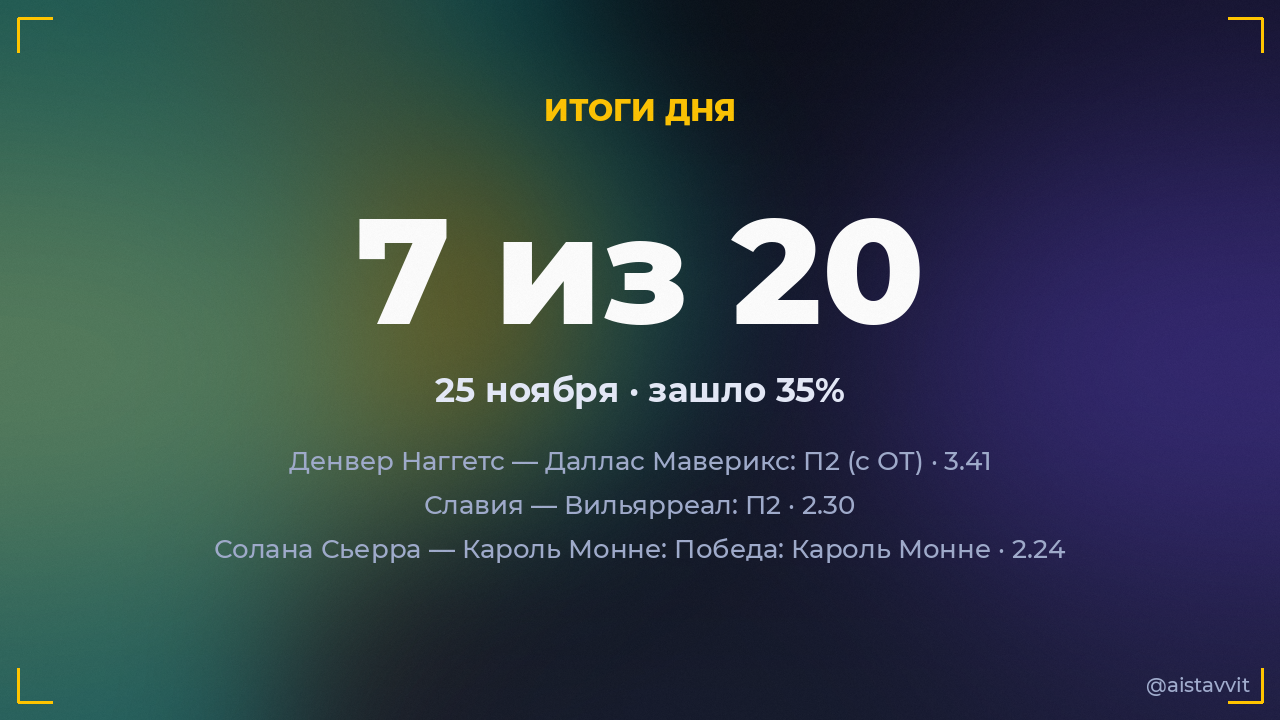 ИТОГИ ДНЯ
7 из 20
25 ноября · зашло 35%
Денвер Наггетс — Даллас Маверикс: П2 (с ОТ) · 3.41
Славия — Вильярреал: П2 · 2.30
Солана Сьерра — Кароль Монне: Победа: Кароль Монне · 2.24
@aistavvit